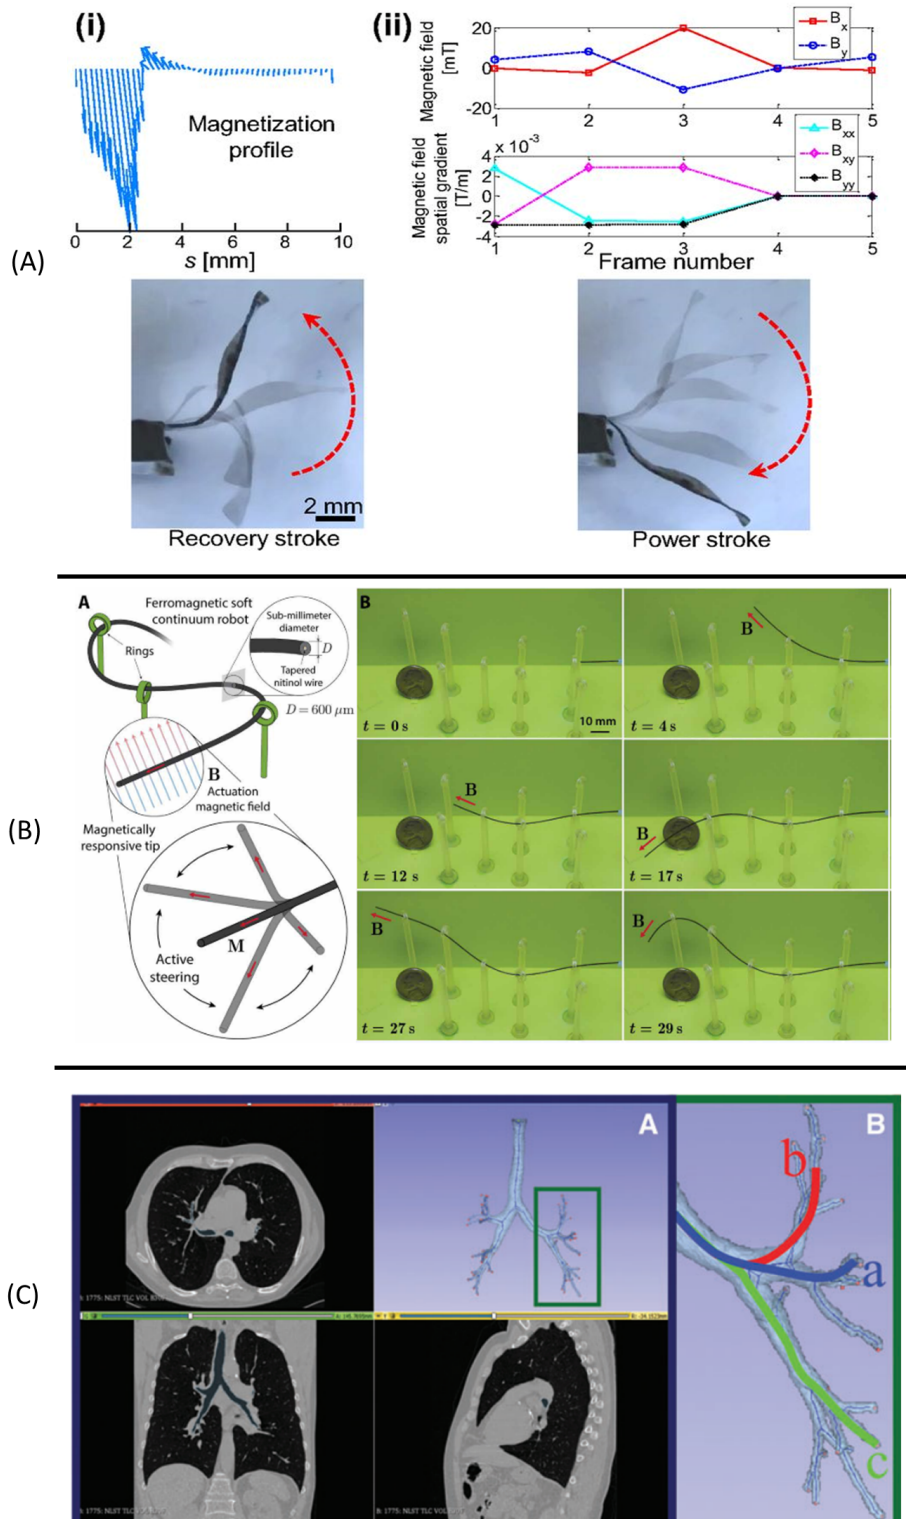 (i)
Magnetization
profile
0 2 4 6 8 10
s [mm]
(ii)
Magnetic field
[mT]
20
0
-20
1 2 3 4 5
Bx
By
Magnetic field
spatial gradient
[T/m]
x 10-3
4
2
0
-2
-4
1 2 3 4 5
Bxx
Bxy
Byy
Frame number
(A)
2 mm
Recovery stroke
Power stroke
(B)
A
Ferromagnetic soft
continuum robot
Rings
Sub-millimeter
diameter
D
Tapered
nitinol wire
D = 600 μm
B
Actuation
magnetic field
Magnetically
responsive tip
M
Active
steering
B
t = 0 s
10 mm
B
t = 4 s
B
t = 12 s
B
t = 17 s
B
t = 27 s
B
t = 29 s
(C)
A
B
b
a
c